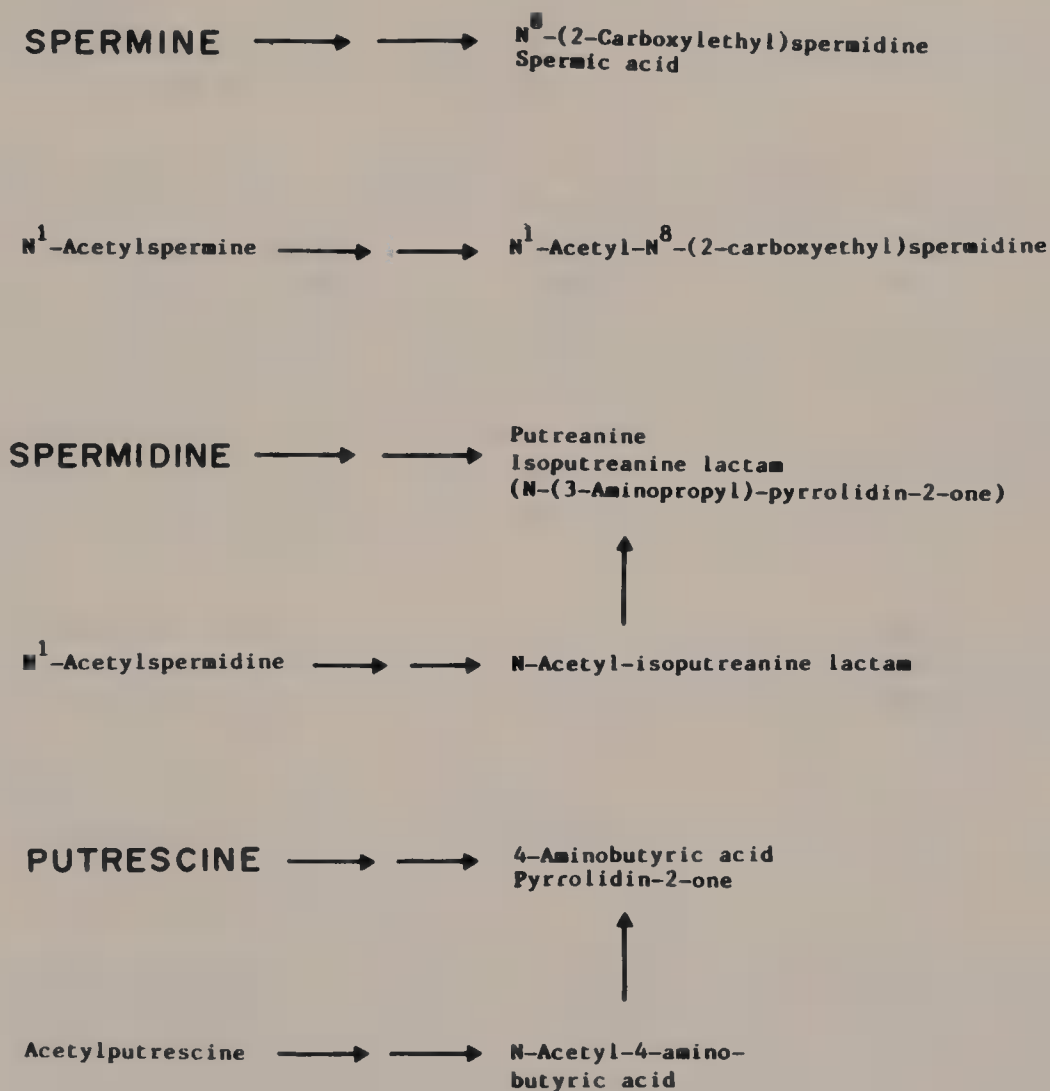 SPERMINE
N⁸-(2-Carboxylethyl)spermidine
Spermic acid
N¹-Acetylspermine
N¹-Acetyl-N⁸-(2-carboxyethyl)spermidine
SPERMIDINE
Putreanine
Isoputreanine lactam
(N-(3-Aminopropyl)-pyrrolidin-2-one)
N¹-Acetylspermidine
N-Acetyl-isoputreanine lactam
PUTRESCINE
4-Aminobutyric acid
Pyrrolidin-2-one
Acetylputrescine
N-Acetyl-4-amino-
butyric acid